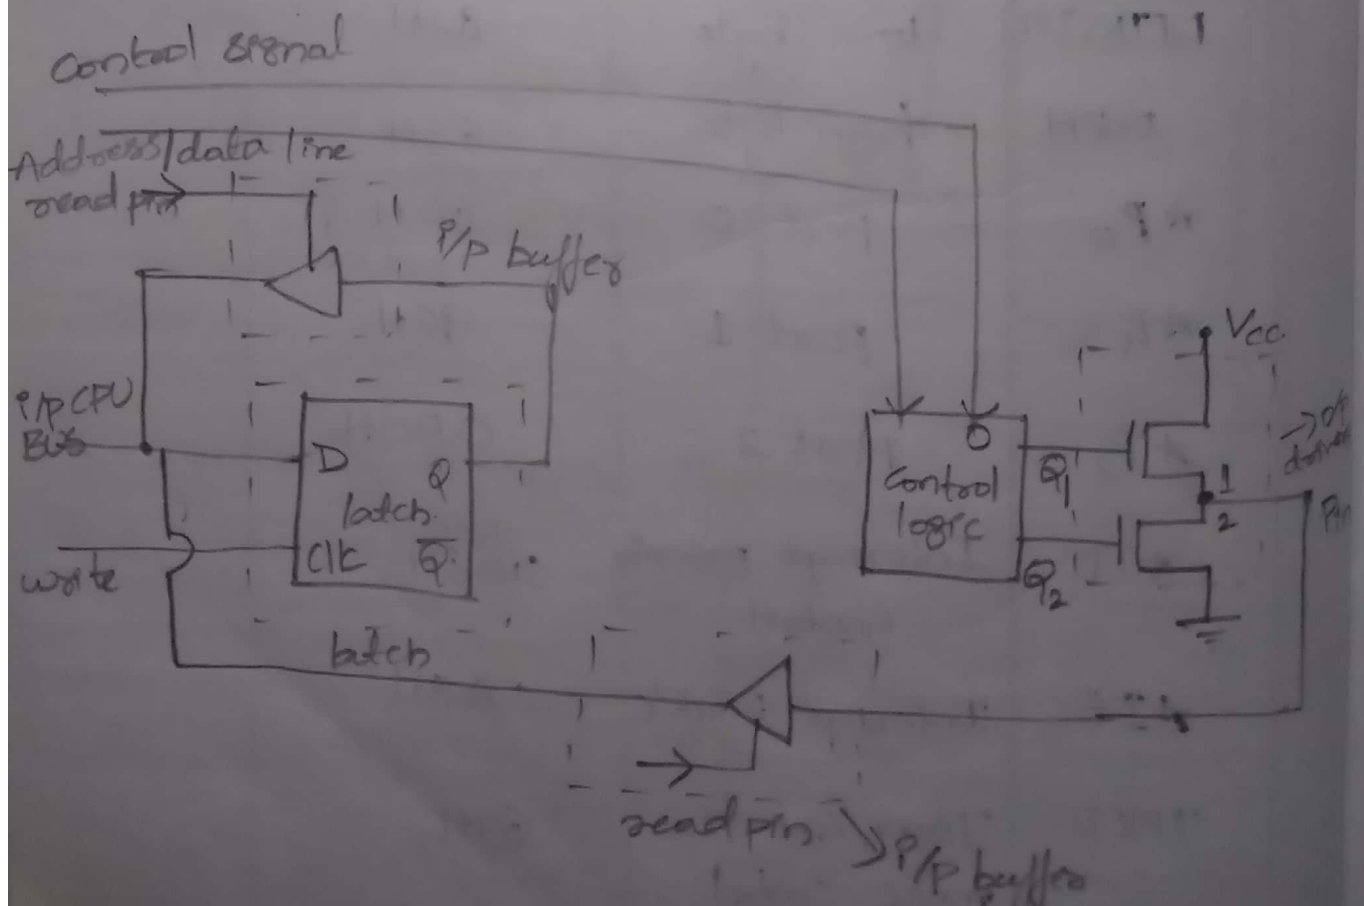 Control signal
Address/data line
read pin
i/p buffer
Vcc
i/p CPU
BUS
D
Q
latch
CLK
Q̅
write
latch
O
Control
logic
Q1
Q2
1
2
→ o/p
Pin
read pin
i/p buffer